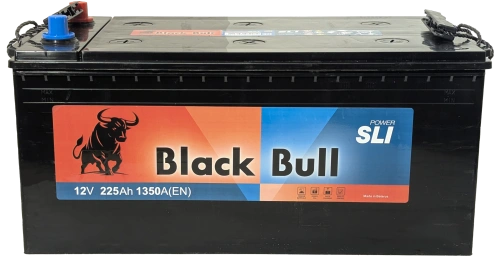 POWER
SLI
Black Bull
12V 225Ah 1350A(EN)